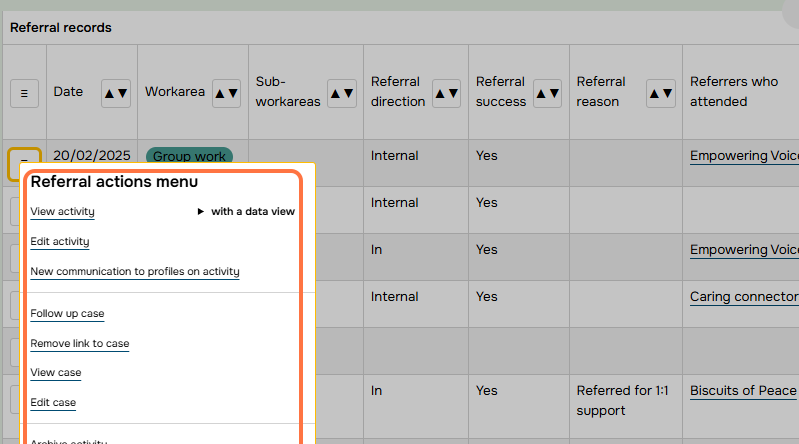 Referral records
☰
Date ▲▼
Workarea ▲▼
Sub-
workareas ▲▼
Referral
direction ▲▼
Referral
success ▲▼
Referral
reason ▲▼
Referrers who
attended
20/02/2025 Group work Internal Yes Empowering Voice
Internal Yes
In Yes Empowering Voice
Internal Yes Caring connector
In Yes Referred for 1:1
support
Biscuits of Peace
Referral actions menu
View activity ▶ with a data view
Edit activity
New communication to profiles on activity
Follow up case
Remove link to case
View case
Edit case
Archive activity